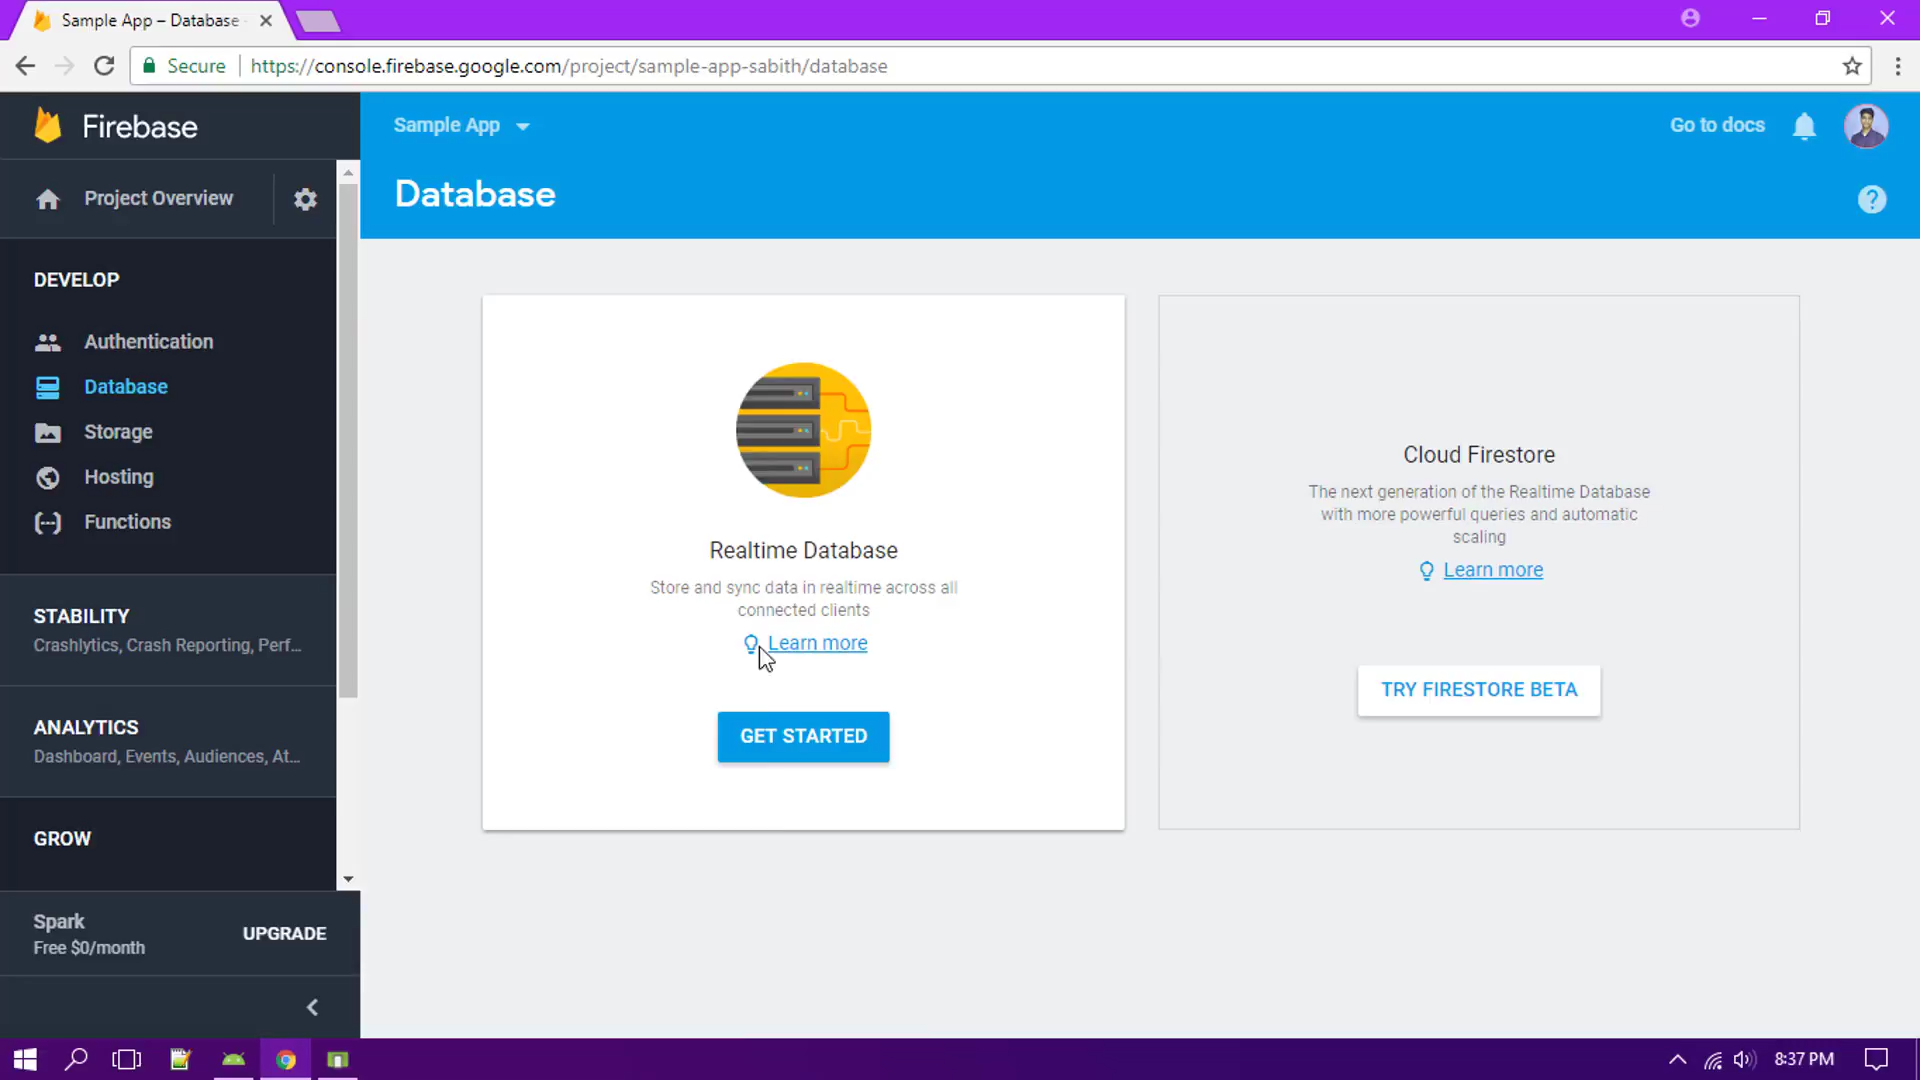 Sample App – Database
Secure
https://console.firebase.google.com/project/sample-app-sabith/database
Firebase
Sample App
Go to docs
Project Overview
Database
DEVELOP
Authentication
Database
Storage
Hosting
Functions
STABILITY
Crashlytics, Crash Reporting, Perf...
ANALYTICS
Dashboard, Events, Audiences, At...
GROW
Spark
Free $0/month
UPGRADE
Realtime Database
Store and sync data in realtime across all
connected clients
Learn more
GET STARTED
Cloud Firestore
The next generation of the Realtime Database
with more powerful queries and automatic
scaling
Learn more
TRY FIRESTORE BETA
8:37 PM